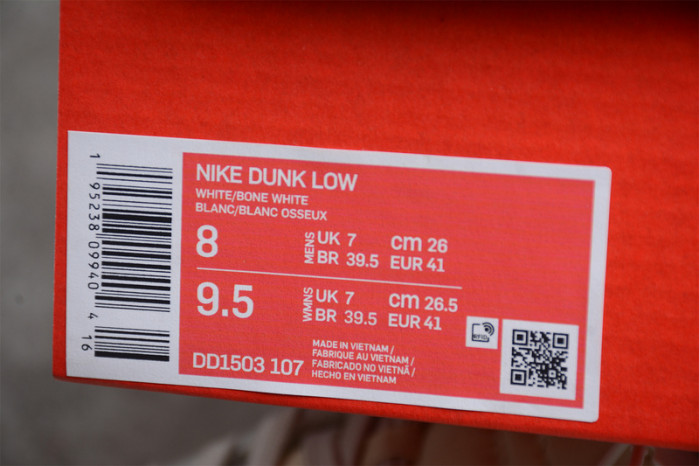 1 95238 09940 4 16
NIKE DUNK LOW
WHITE/BONE WHITE
BLANC/BLANC OSSEUX
8 MENS UK 7 cm 26
BR 39.5 EUR 41
9.5 WMNS UK 7 cm 26.5
BR 39.5 EUR 41
DD1503 107
MADE IN VIETNAM /
FABRIQUE AU VIETNAM /
FABRICADO NO VIETNÃ /
HECHO EN VIETNAM
RFID